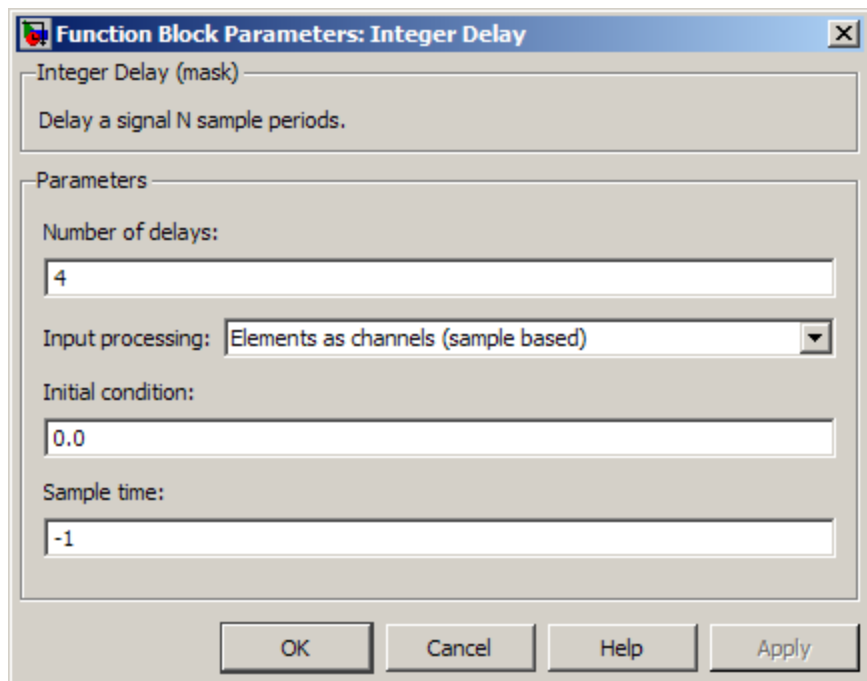 Function Block Parameters: Integer Delay
Integer Delay (mask)
Delay a signal N sample periods.
Parameters
Number of delays:
4
Input processing: Elements as channels (sample based)
Initial condition:
0.0
Sample time:
-1
OK Cancel Help Apply